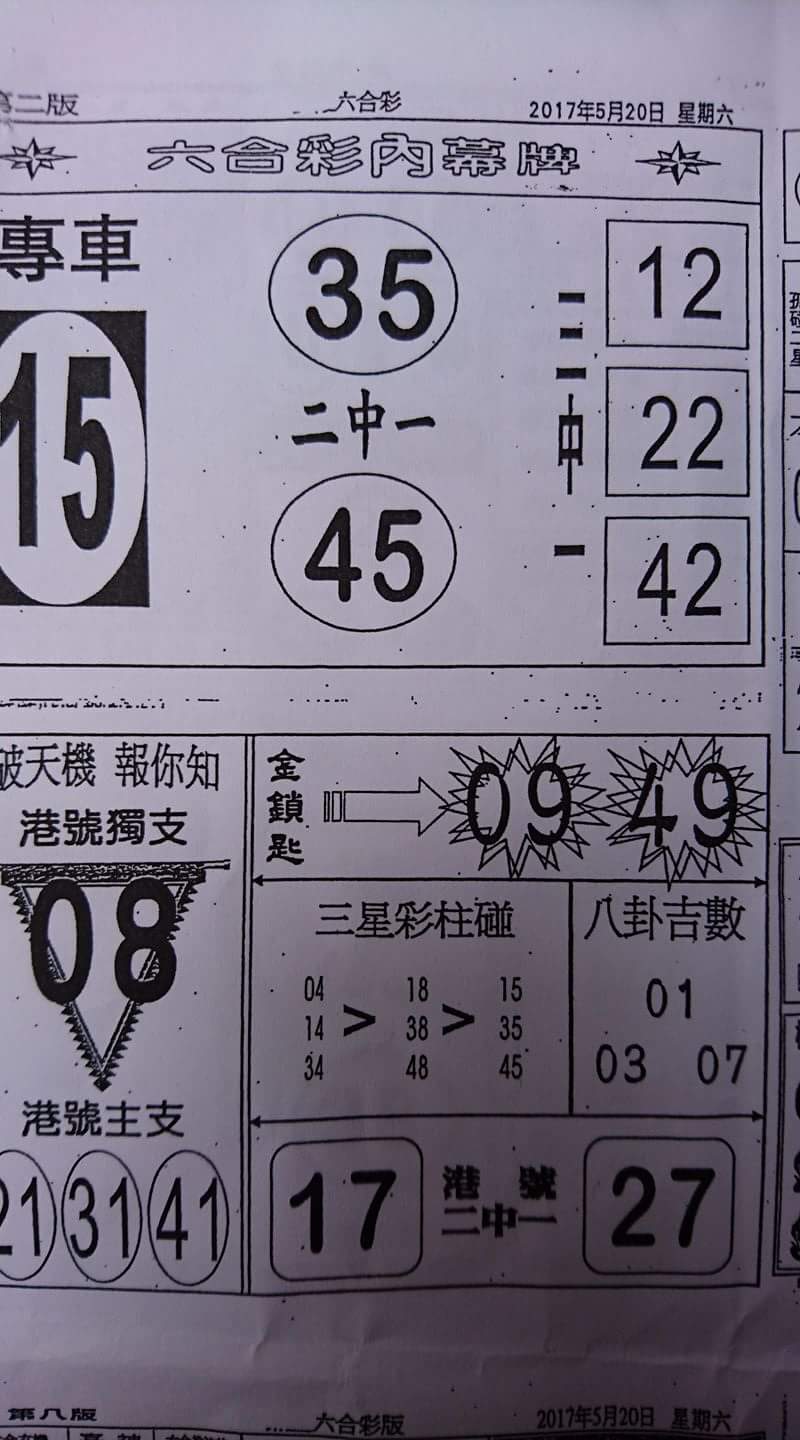 第二版 六合彩 2017年5月20日 星期六
六合彩內幕牌
專車
15
35
二中一
45
三中一
12
22
42
破天機 報你知
港號獨支
08
港號主支
21 31 41
金鎖匙
09 49
三星彩柱碰
04 18 15
14 > 38 > 35
34 48 45
八卦吉數
01
03 07
17
港號
二中一
27
第八版 六合彩版 2017年5月20日 星期六